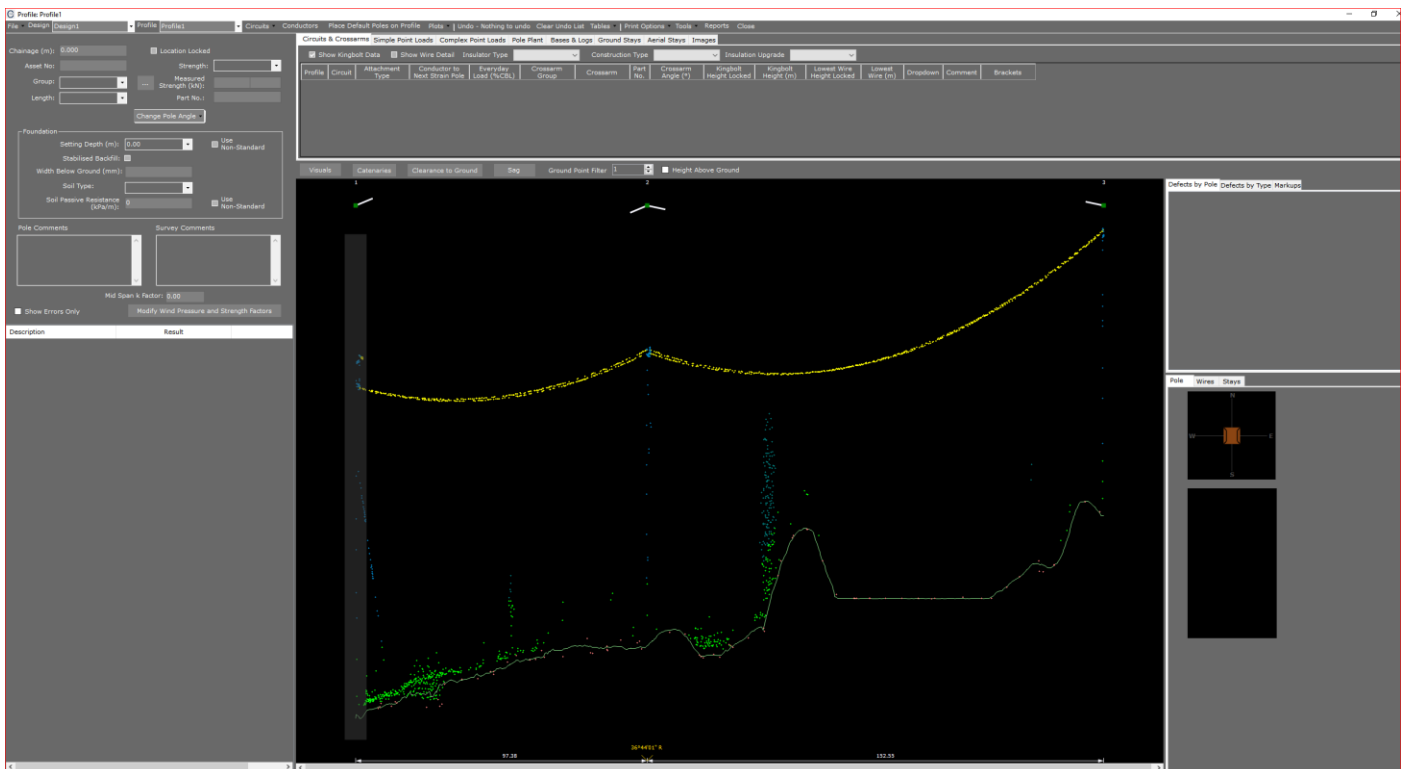 Profile: Profile1
File Design Design1 Profile Profile1 Circuits Conductors Place Default Poles on Profile Plots | Undo - Nothing to undo Clear Undo List Tables | Print Options Tools Reports Close
Chainage (m): 0.000 Location Locked
Asset No: Strength:
Group: ... Measured Strength (kN):
Length: Part No.:
Change Pole Angle
Foundation
Setting Depth (m): 0.00 Use Non-Standard
Stabilised Backfill:
Width Below Ground (mm):
Soil Type:
Soil Passive Resistance (kPa/m): 0 Use Non-Standard
Pole Comments Survey Comments
Mid Span k Factor: 0.00
Show Errors Only Modify Wind Pressure and Strength Factors
Description Result
Circuits & Crossarms Simple Point Loads Complex Point Loads Pole Plant Bases & Logs Ground Stays Aerial Stays Images
Show Kingbolt Data Show Wire Detail Insulator Type Construction Type Insulation Upgrade
Profile Circuit Attachment Type Conductor to Next Strain Pole Everyday Load (%CBL) Crossarm Group Crossarm Part No. Crossarm Angle (°) Kingbolt Height Locked Kingbolt Height (m) Lowest Wire Height Locked Lowest Wire (m) Dropdown Comment Brackets
Visuals Catenaries Clearance to Ground Sag Ground Point Filter 1 Height Above Ground
1 2 3
36°44'01" R
97.28 152.55
Defects by Pole Defects by Type Markups
Pole Wires Stays
N
W E
S